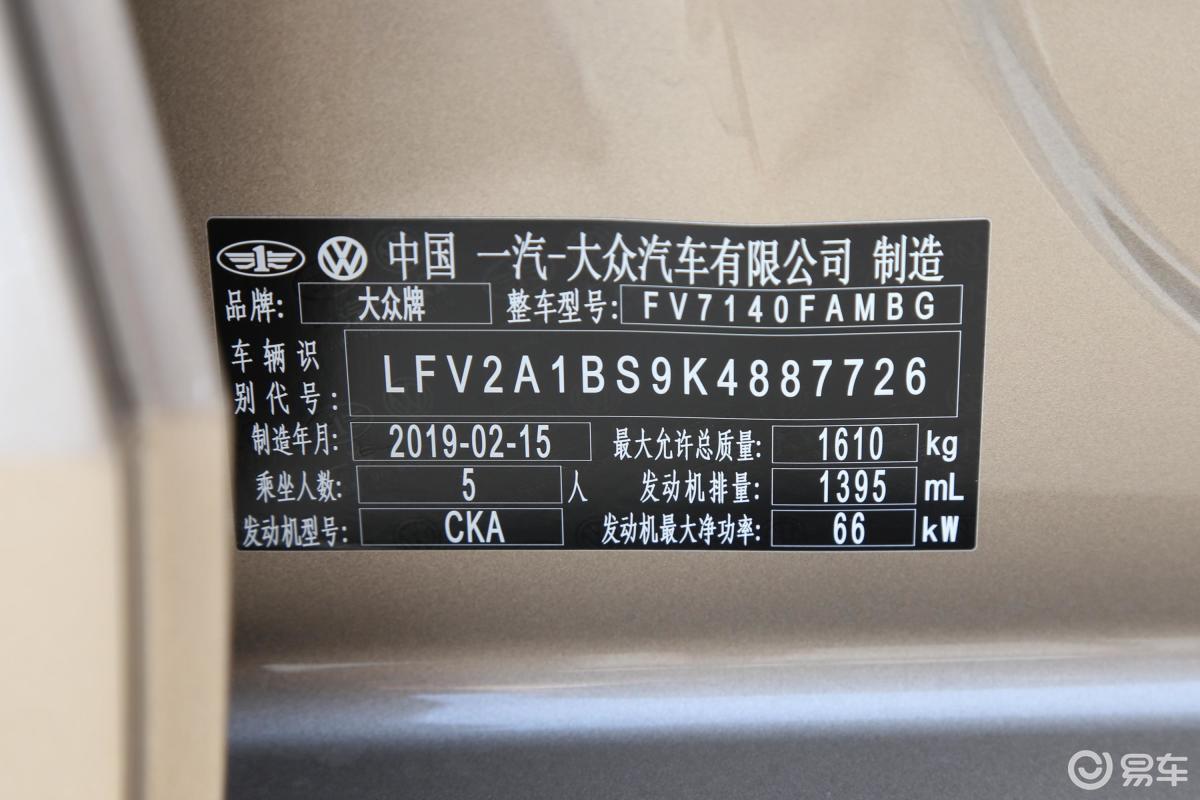 中国 一汽-大众汽车有限公司 制造
品牌: 大众牌 整车型号: FV7140FAMBG
车辆识别代号: LFV2A1BS9K4887726
制造年月: 2019-02-15 最大允许总质量: 1610 kg
乘坐人数: 5 人 发动机排量: 1395 mL
发动机型号: CKA 发动机最大净功率: 66 kW
易车